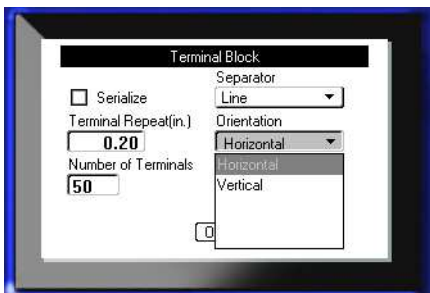 Terminal Block
Separator
Serialize
Line
Terminal Repeat(in.)
Orientation
0.20
Horizontal
Number of Terminals
Horizontal
50
Vertical